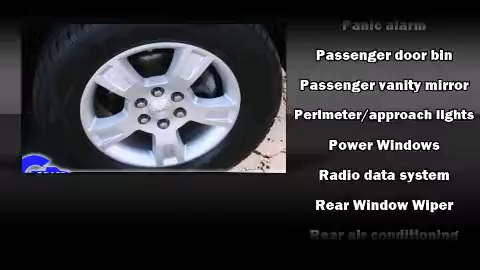 Panic alarm
Passenger door bin
Passenger vanity mirror
Perimeter/approach lights
Power Windows
Radio data system
Rear Window Wiper
Rear air conditioning